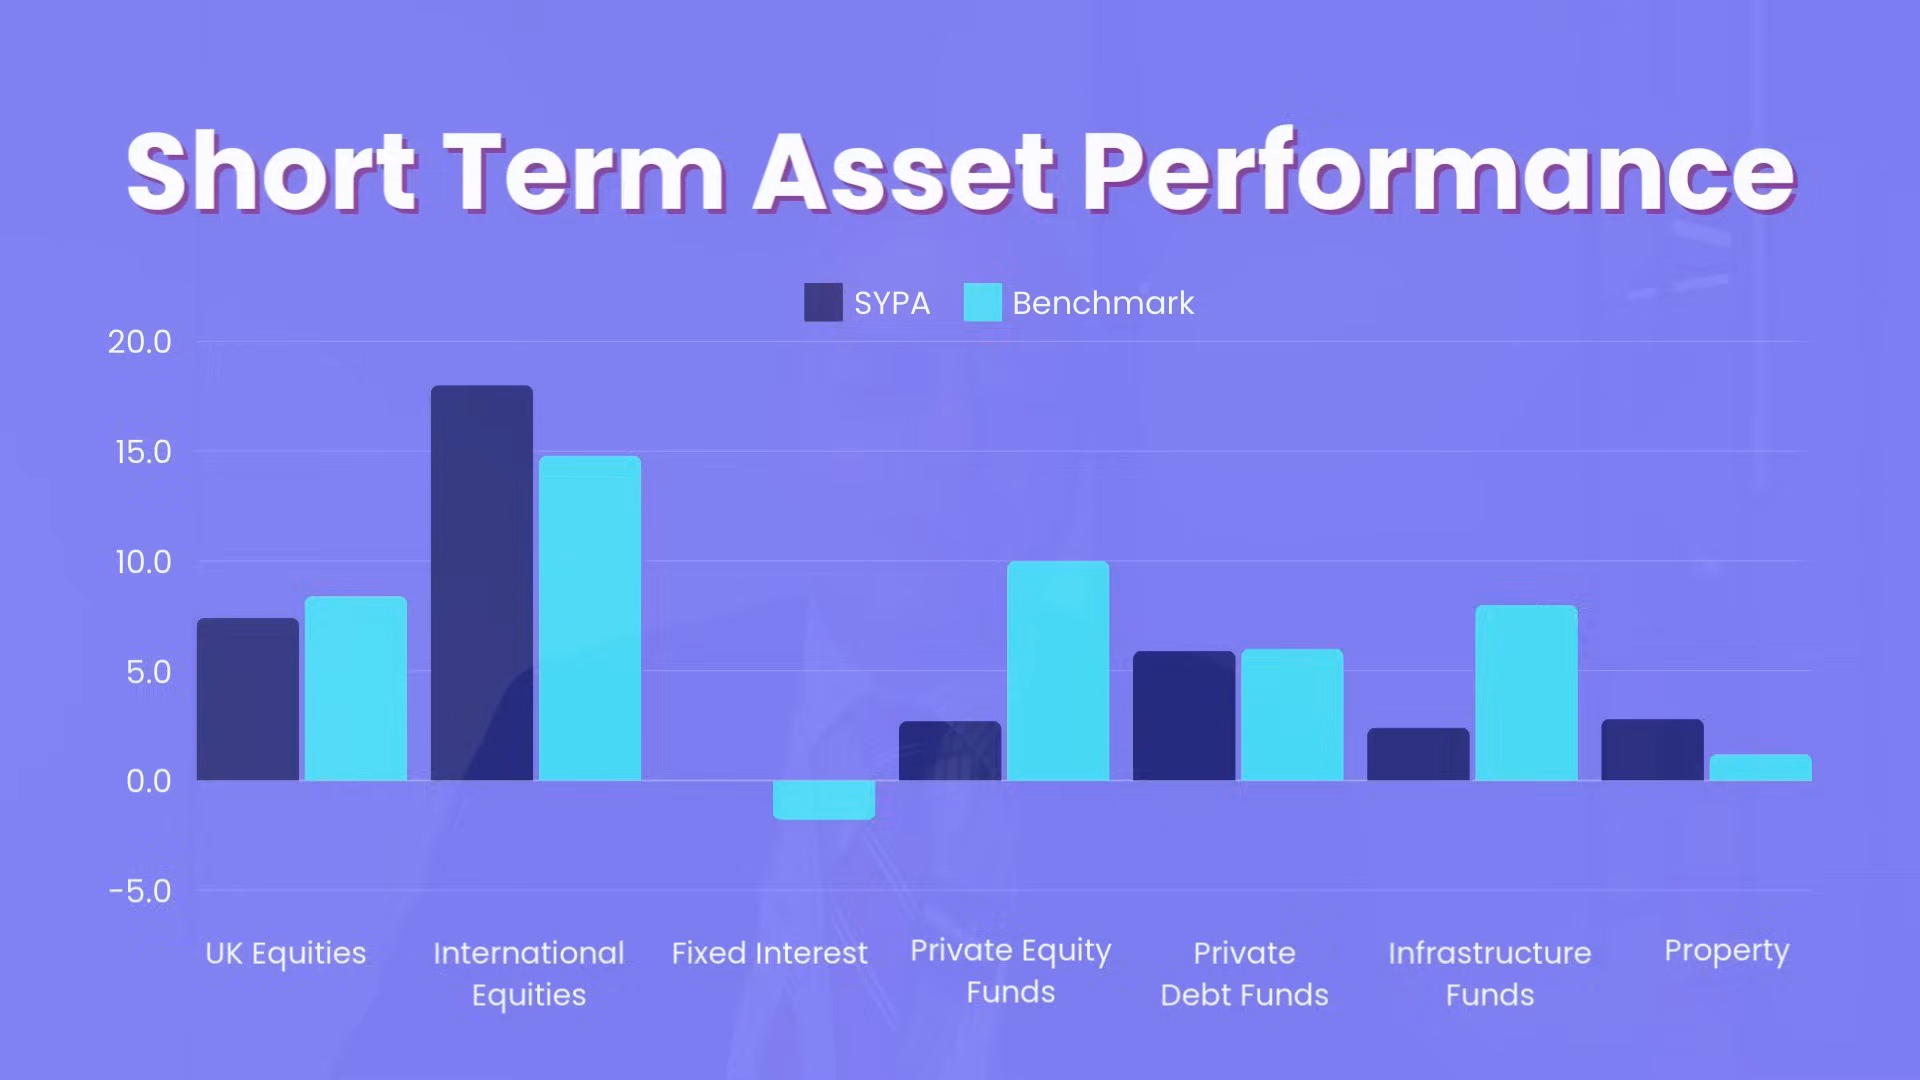 Short Term Asset Performance
SYPA Benchmark
20.0
15.0
10.0
5.0
0.0
-5.0
UK Equities
International
Equities
Fixed Interest
Private Equity
Funds
Private
Debt Funds
Infrastructure
Funds
Property